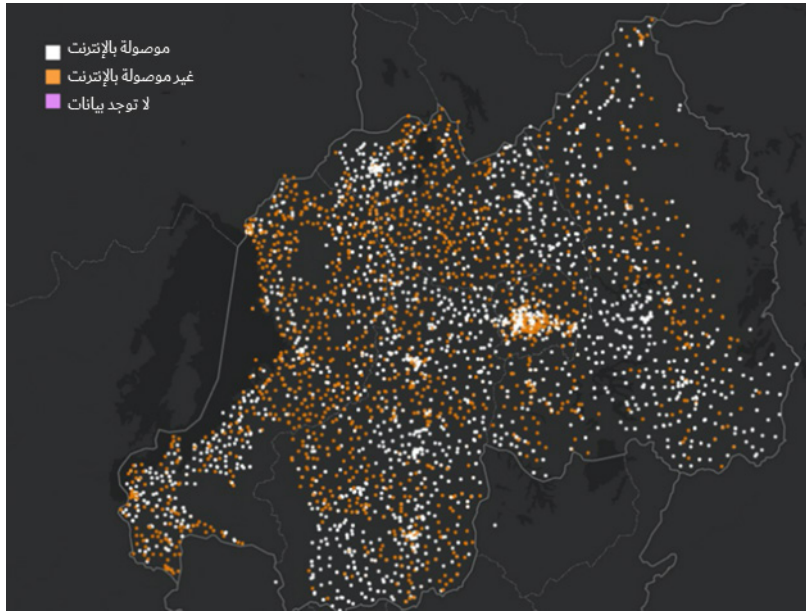 موصولة بالإنترنت
غير موصولة بالإنترنت
لا توجد بيانات